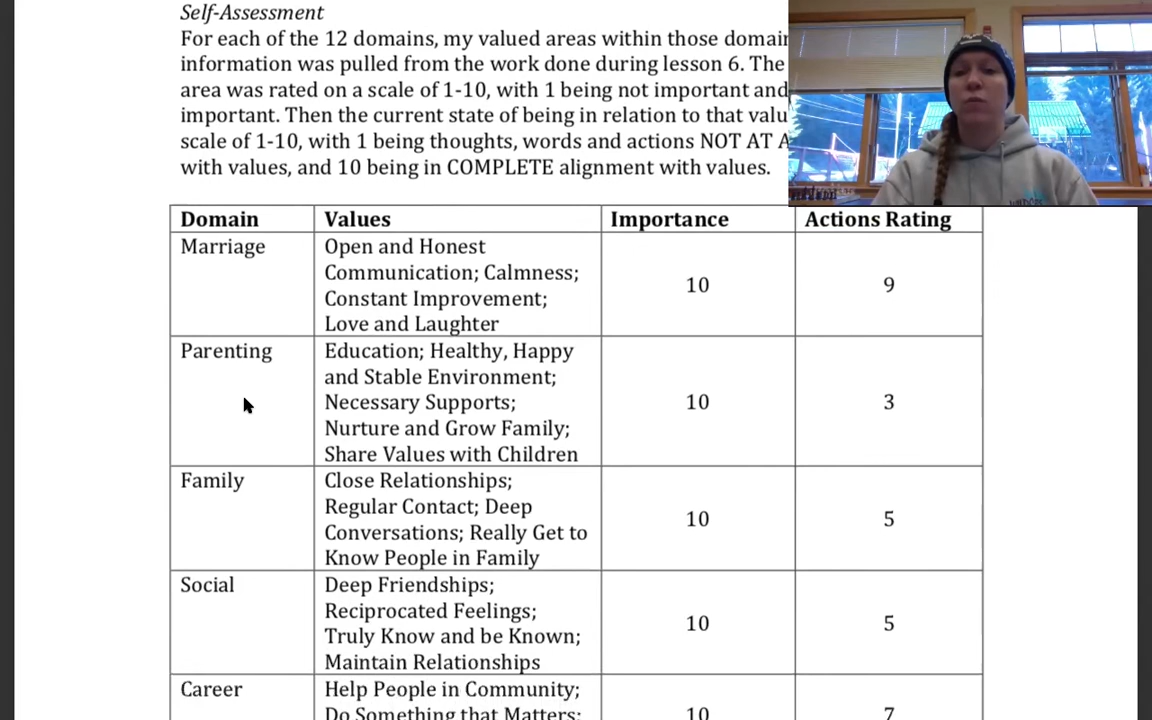 Self-Assessment
For each of the 12 domains, my valued areas within those domain
information was pulled from the work done during lesson 6. The
area was rated on a scale of 1-10, with 1 being not important and
important. Then the current state of being in relation to that valu
scale of 1-10, with 1 being thoughts, words and actions NOT AT A
with values, and 10 being in COMPLETE alignment with values.
Domain Values Importance Actions Rating
Marriage Open and Honest
Communication; Calmness;
Constant Improvement;
Love and Laughter
10 9
Parenting Education; Healthy, Happy
and Stable Environment;
Necessary Supports;
Nurture and Grow Family;
Share Values with Children
10 3
Family Close Relationships;
Regular Contact; Deep
Conversations; Really Get to
Know People in Family
10 5
Social Deep Friendships;
Reciprocated Feelings;
Truly Know and be Known;
Maintain Relationships
10 5
Career Help People in Community;
Do Something that Matters;
10 7